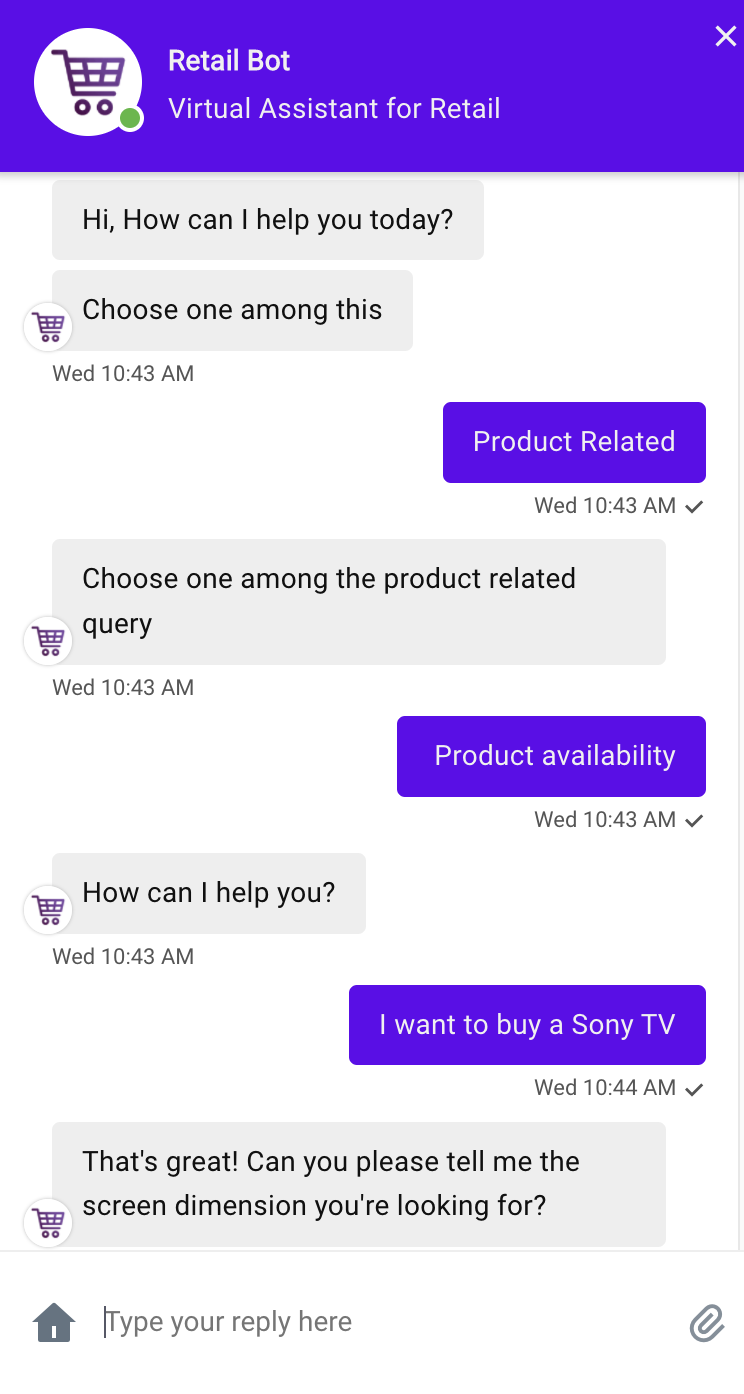 Retail Bot
Virtual Assistant for Retail
Hi, How can I help you today?
Choose one among this
Wed 10:43 AM
Product Related
Wed 10:43 AM
Choose one among the product related
query
Wed 10:43 AM
Product availability
Wed 10:43 AM
How can I help you?
Wed 10:43 AM
I want to buy a Sony TV
Wed 10:44 AM
That's great! Can you please tell me the
screen dimension you're looking for?
Type your reply here